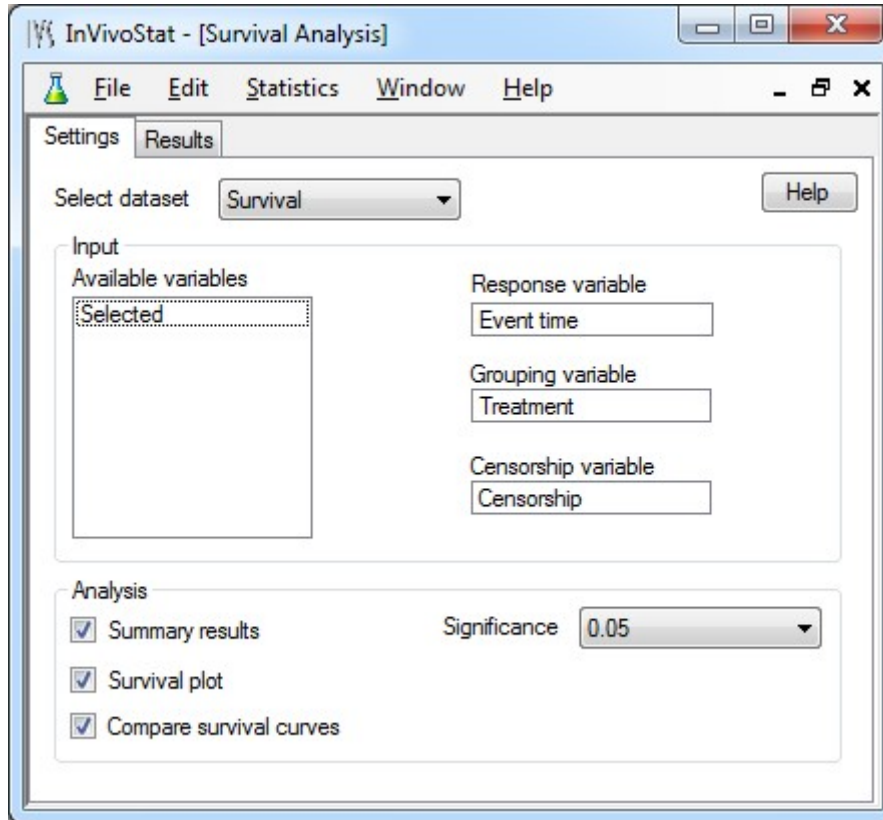 InVivoStat - [Survival Analysis]
File Edit Statistics Window Help
Settings Results
Select dataset Survival Help
Input
Available variables
Selected
Response variable
Event time
Grouping variable
Treatment
Censorship variable
Censorship
Analysis
Summary results Significance 0.05
Survival plot
Compare survival curves